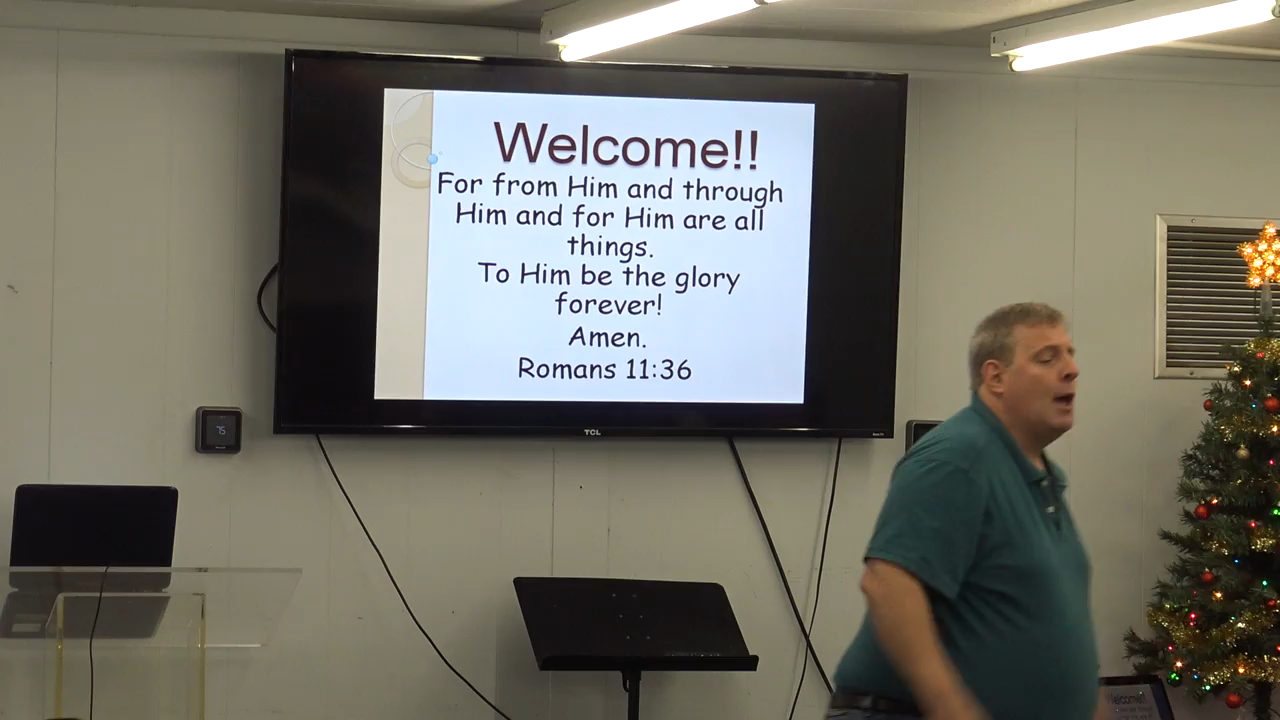 Welcome!!
For from Him and through
Him and for Him are all
things.
To Him be the glory
forever!
Amen.
Romans 11:36
TCL
75
Welcome!!